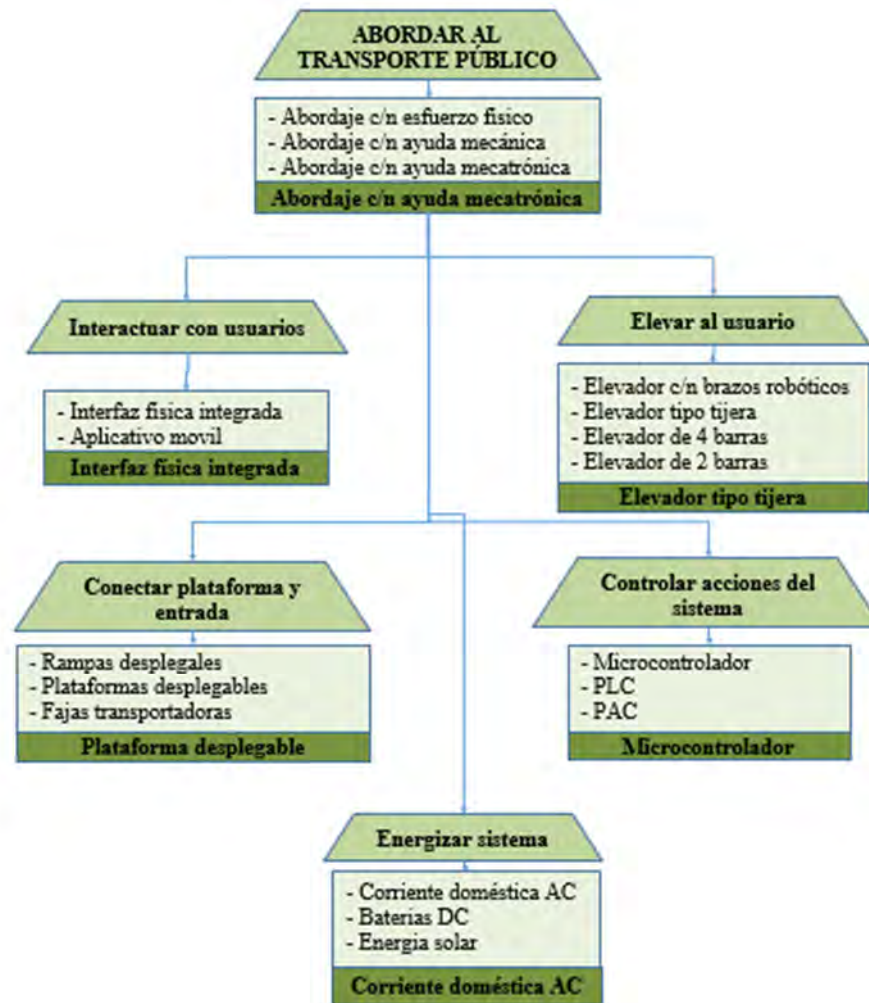 ABORDAR AL
TRANSPORTE PÚBLICO
- Abordaje c/n esfuerzo fisico
- Abordaje c/n ayuda mecánica
- Abordaje c/n ayuda mecatrónica
Abordaje c/n ayuda mecatrónica
Interactuar con usuarios
- Interfaz fisica integrada
- Aplicativo movil
Interfaz fisica integrada
Elevar al usuario
- Elevador c/n brazos robóticos
- Elevador tipo tijera
- Elevador de 4 barras
- Elevador de 2 barras
Elevador tipo tijera
Conectar plataforma y
entrada
- Rampas desplegales
- Plataformas desplegables
- Fajas transportadoras
Plataforma desplegable
Controlar acciones del
sistema
- Microcontrolador
- PLC
- PAC
Microcontrolador
Energizar sistema
- Corriente doméstica AC
- Baterias DC
- Energia solar
Corriente doméstica AC